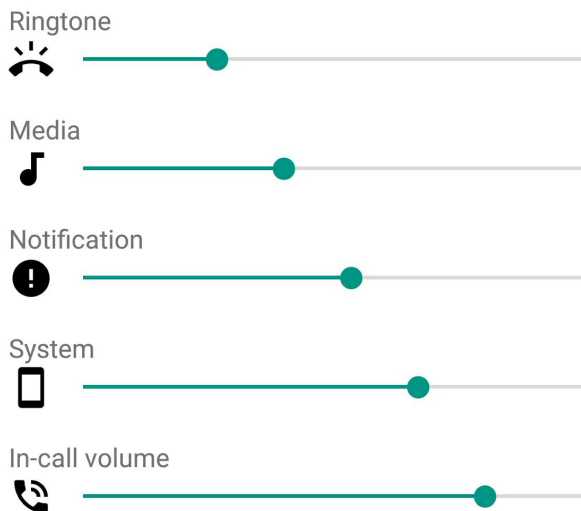 Ringtone
Media
Notification
System
In-call volume